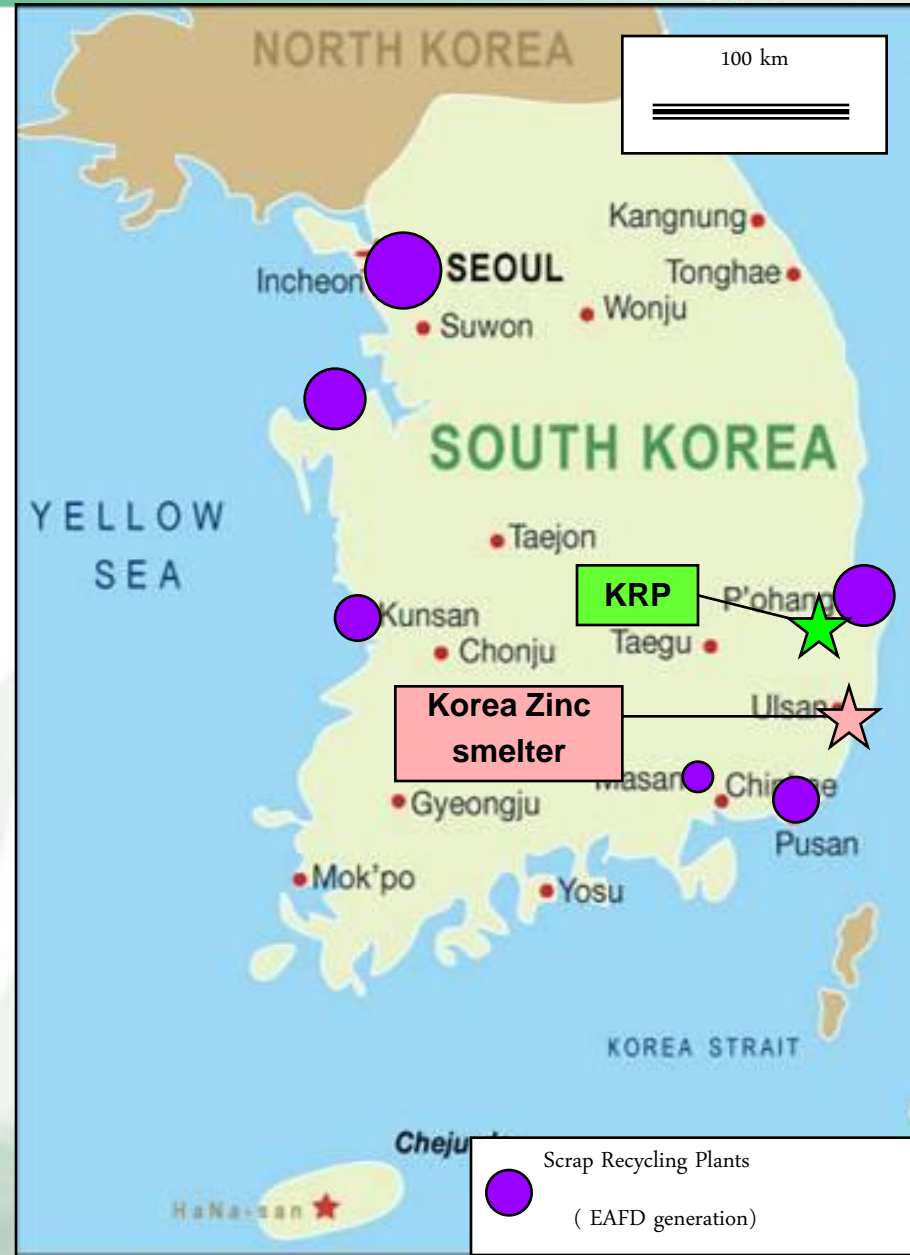 NORTH KOREA
100 km
Kangnung
SEOUL
Incheon
Tonghae
Wonju
Suwon
SOUTH KOREA
YELLOW
SEA
Taejon
KRP
P'ohang
Kunsan
Taegu
Chonju
Korea Zinc
smelter
Ulsan
Masan
Gyeongju
Pusan
Mok'po
Yosu
KOREA STRAIT
HaNa-san
Scrap Recycling Plants
( EAFD generation)